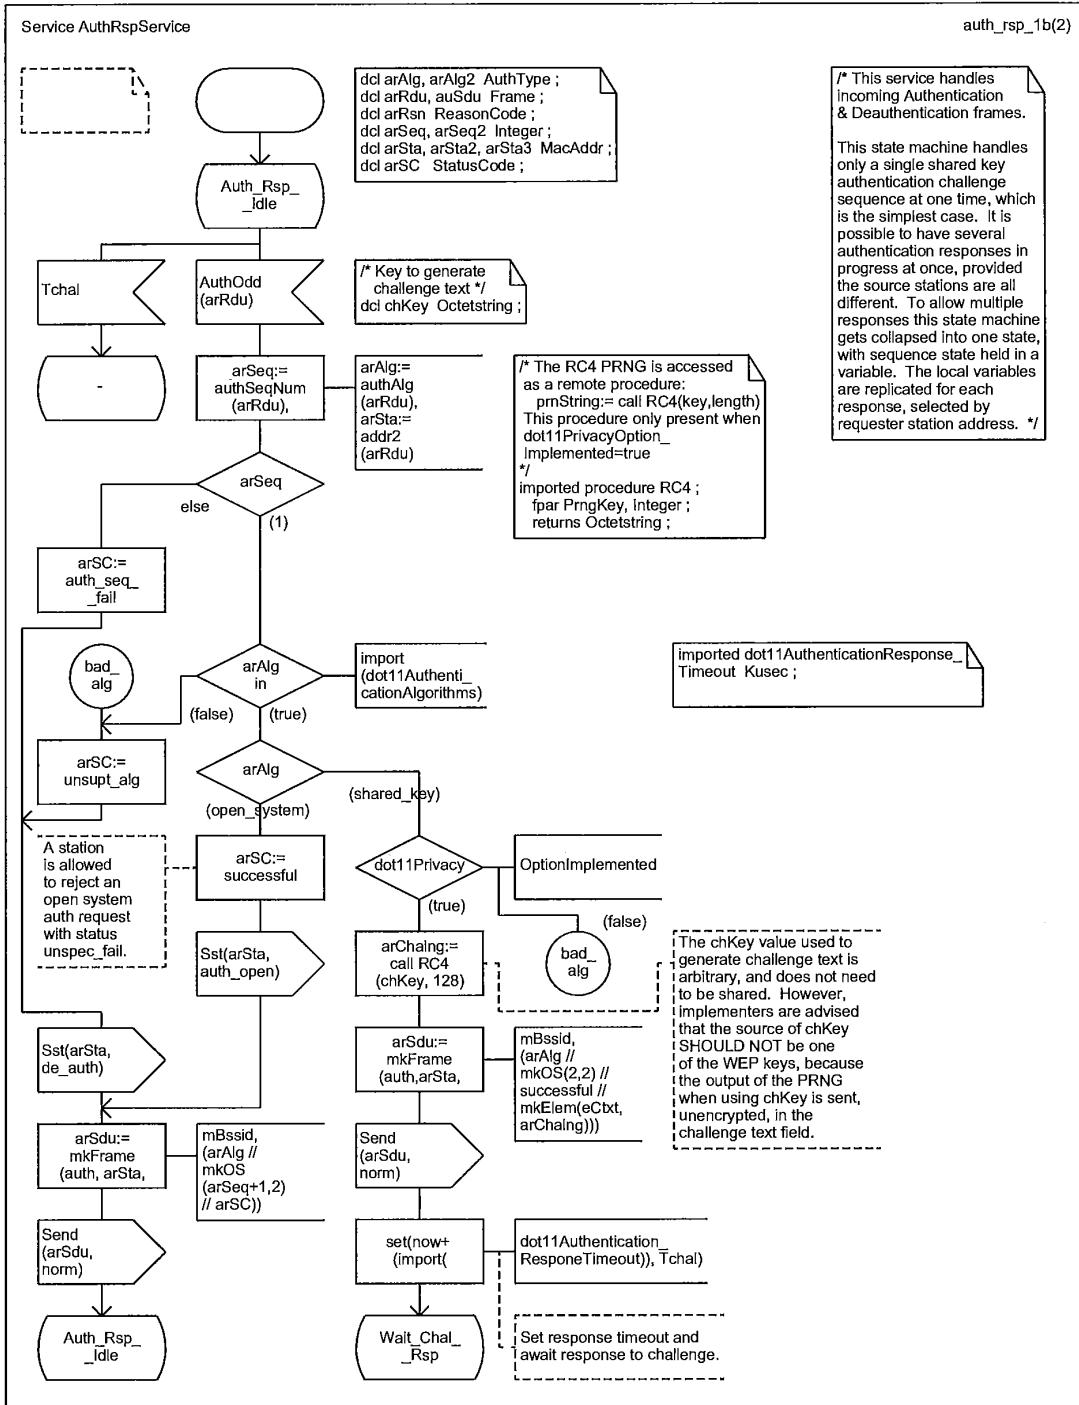 Service AuthRspService
auth_rsp_1b(2)
dcl arAlg, arAlg2 AuthType ;
dcl arRdu, auSdu Frame ;
dcl arRsn ReasonCode ;
dcl arSeq, arSeq2 Integer ;
dcl arSta, arSta2, arSta3 MacAddr ;
dcl arSC StatusCode ;
/* This service handles
incoming Authentication
& Deauthentication frames.
This state machine handles
only a single shared key
authentication challenge
sequence at one time, which
is the simplest case. It is
possible to have several
authentication responses in
progress at once, provided
the source stations are all
different. To allow multiple
responses this state machine
gets collapsed into one state,
with sequence state held in a
variable. The local variables
are replicated for each
response, selected by
requester station address. */
Auth_Rsp_
_Idle
Tchal
AuthOdd
(arRdu)
/* Key to generate
challenge text */
dcl chKey Octetstring ;
-
arSeq:=
authSeqNum
(arRdu),
arAlg:=
authAlg
(arRdu),
arSta:=
addr2
(arRdu)
/* The RC4 PRNG is accessed
as a remote procedure:
prnString:= call RC4(key,length)
This procedure only present when
dot11PrivacyOption_
Implemented=true
*/
imported procedure RC4 ;
fpar PrngKey, Integer ;
returns Octetstring ;
arSeq
else
(1)
arSC:=
auth_seq_
_fail
bad_
alg
arAlg
in
import
(dot11Authenti_
cationAlgorithms)
imported dot11AuthenticationResponse_
Timeout Kusec ;
(false)
(true)
arSC:=
unsupt_alg
arAlg
(open_system)
(shared_key)
A station
is allowed
to reject an
open system
auth request
with status
unspec_fail.
arSC:=
successful
dot11Privacy
OptionImplemented
(true)
(false)
Sst(arSta,
auth_open)
arChalng:=
call RC4
(chKey, 128)
bad_
alg
The chKey value used to
generate challenge text is
arbitrary, and does not need
to be shared. However,
implementers are advised
that the source of chKey
SHOULD NOT be one
of the WEP keys, because
the output of the PRNG
when using chKey is sent,
unencrypted, in the
challenge text field.
Sst(arSta,
de_auth)
arSdu:=
mkFrame
(auth,arSta,
mBssid,
(arAlg //
mkOS(2,2) //
successful //
mkElem(eCtxt,
arChalng)))
arSdu:=
mkFrame
(auth, arSta,
mBssid,
(arAlg //
mkOS
(arSeq+1,2)
// arSC))
Send
(arSdu,
norm)
Send
(arSdu,
norm)
set(now+
(import(
dot11Authentication_
ResponeTimeout)), Tchal)
Auth_Rsp_
_Idle
Wait_Chal_
_Rsp
Set response timeout and
await response to challenge.